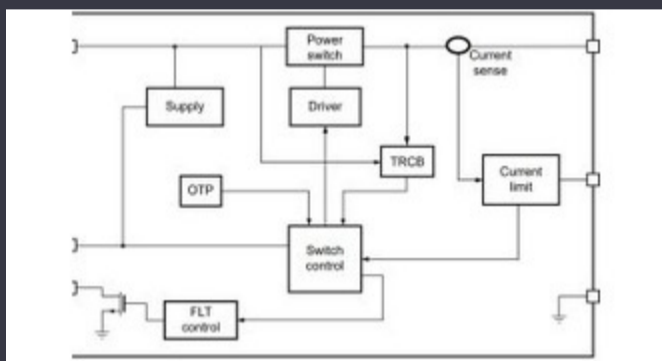 Power
switch
Current
sense
Supply
Driver
TRCB
Current
limit
OTP
Switch
control
FLT
control